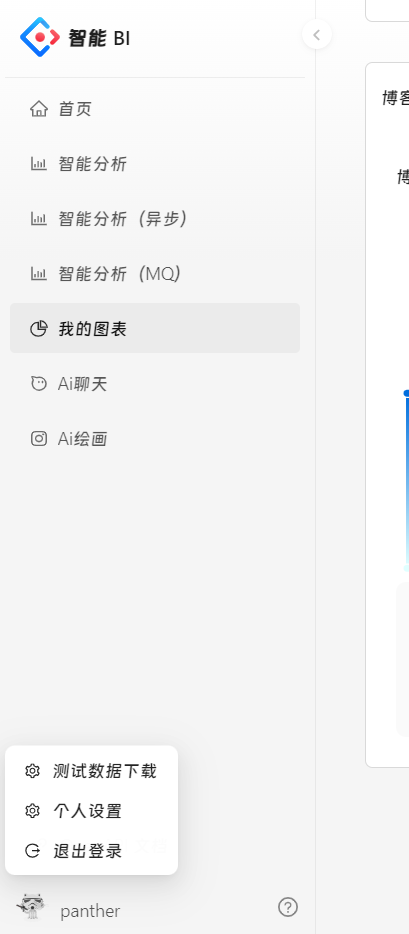 智能 BI
博客
博
首页
智能分析
智能分析（异步）
智能分析（MQ）
我的图表
Ai聊天
Ai绘画
测试数据下载
个人设置
退出登录
panther